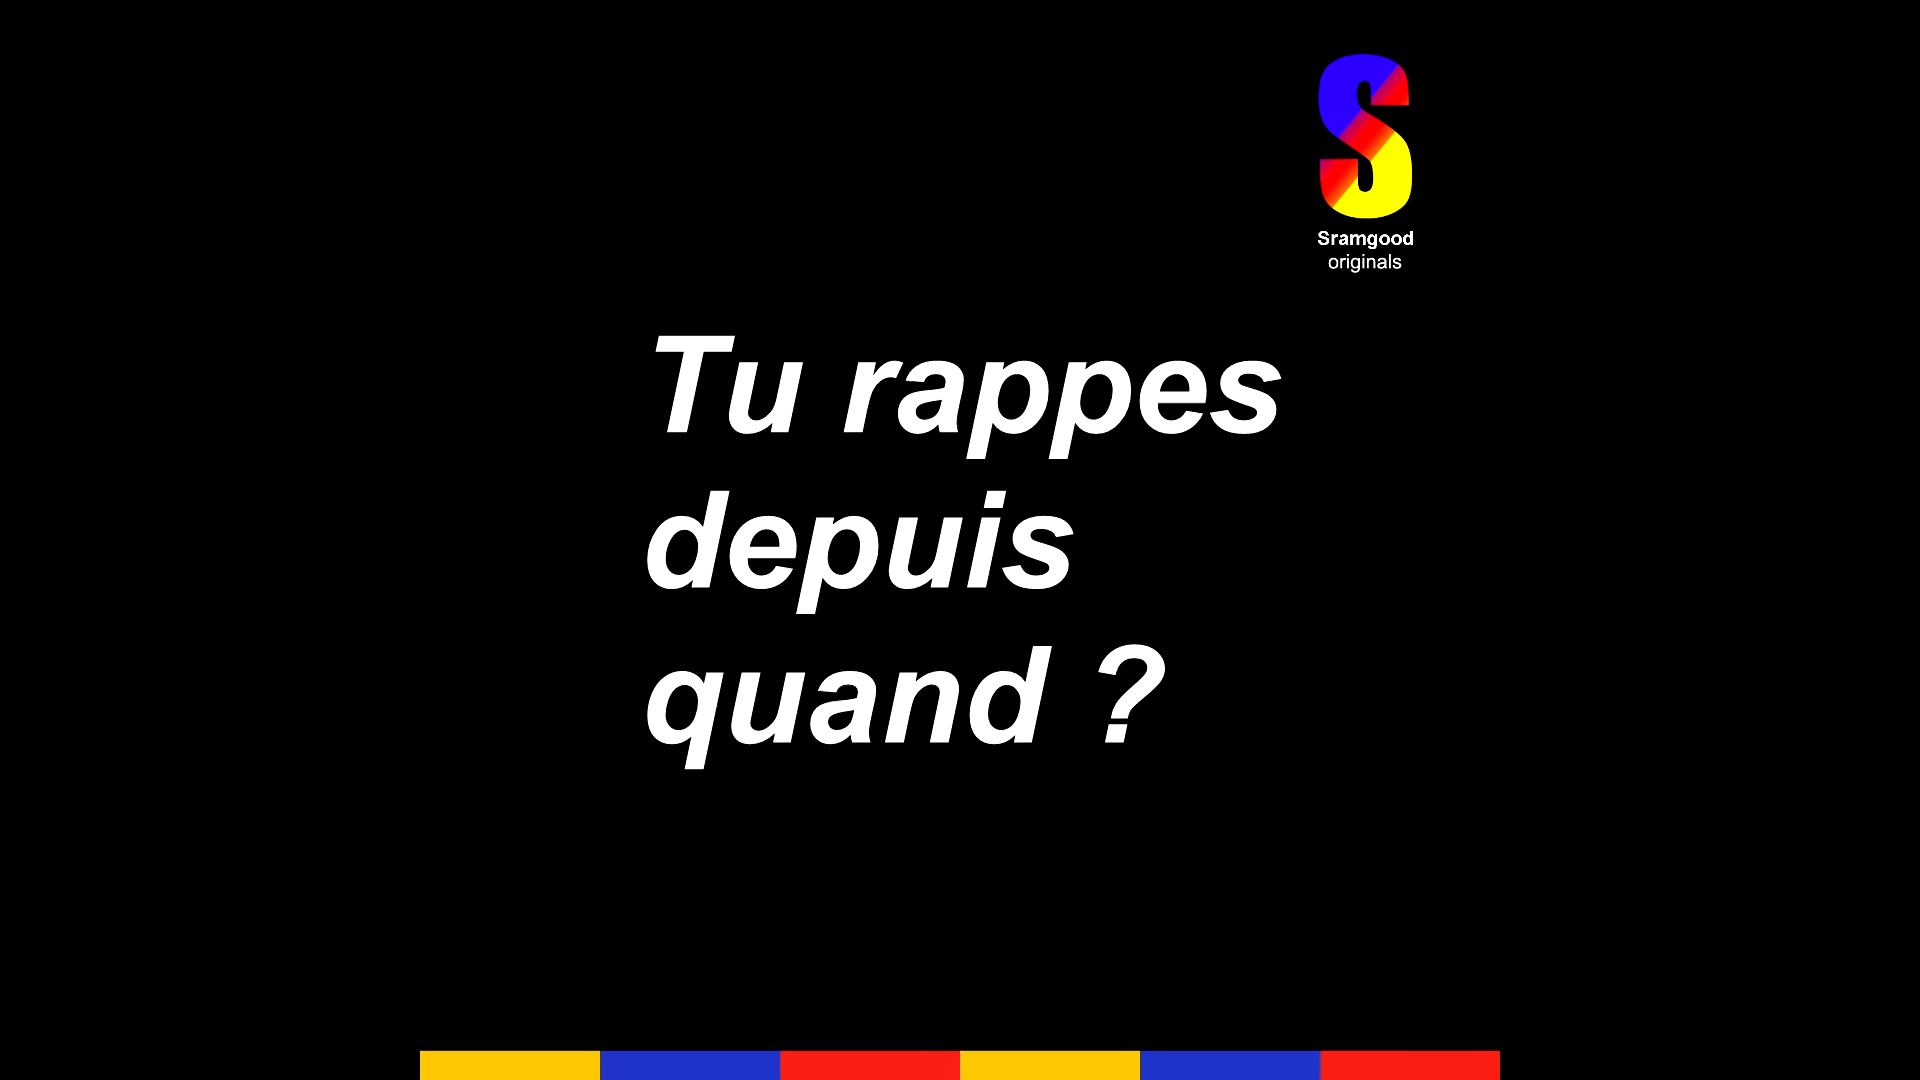 S
Sramgood
originals
Tu rappes
depuis
quand ?